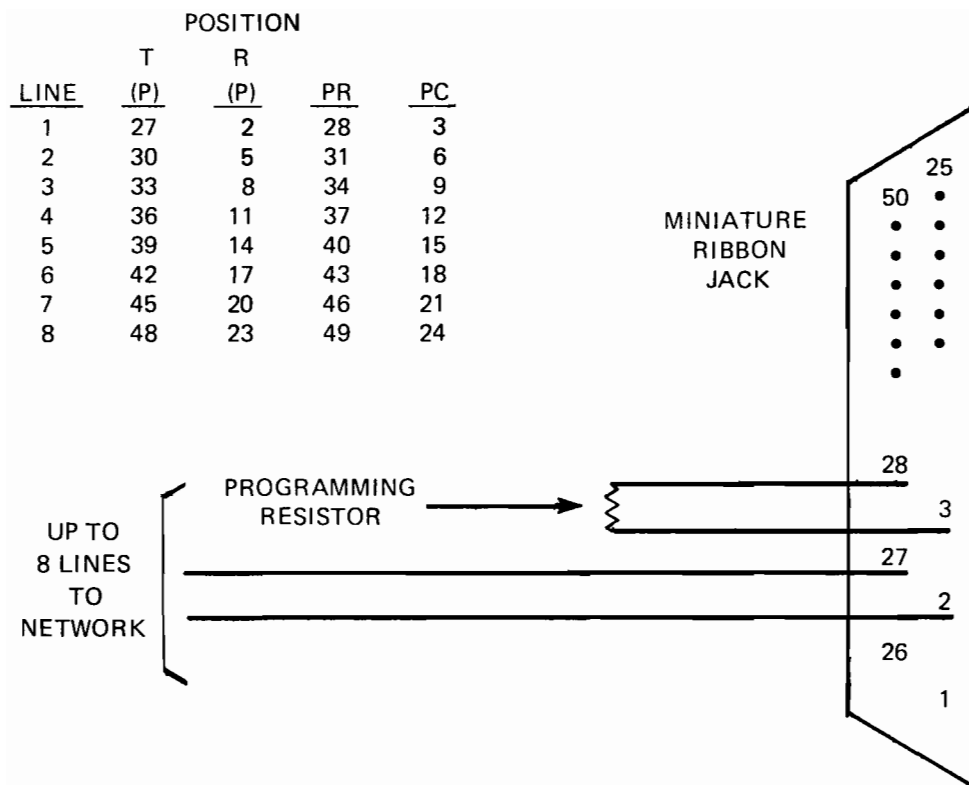 POSITION
T R
LINE (P) (P) PR PC
1 27 2 28 3
2 30 5 31 6
3 33 8 34 9
4 36 11 37 12
5 39 14 40 15
6 42 17 43 18
7 45 20 46 21
8 48 23 49 24
MINIATURE
RIBBON
JACK
25
50
28
3
27
2
26
1
PROGRAMMING
RESISTOR
UP TO
8 LINES
TO
NETWORK